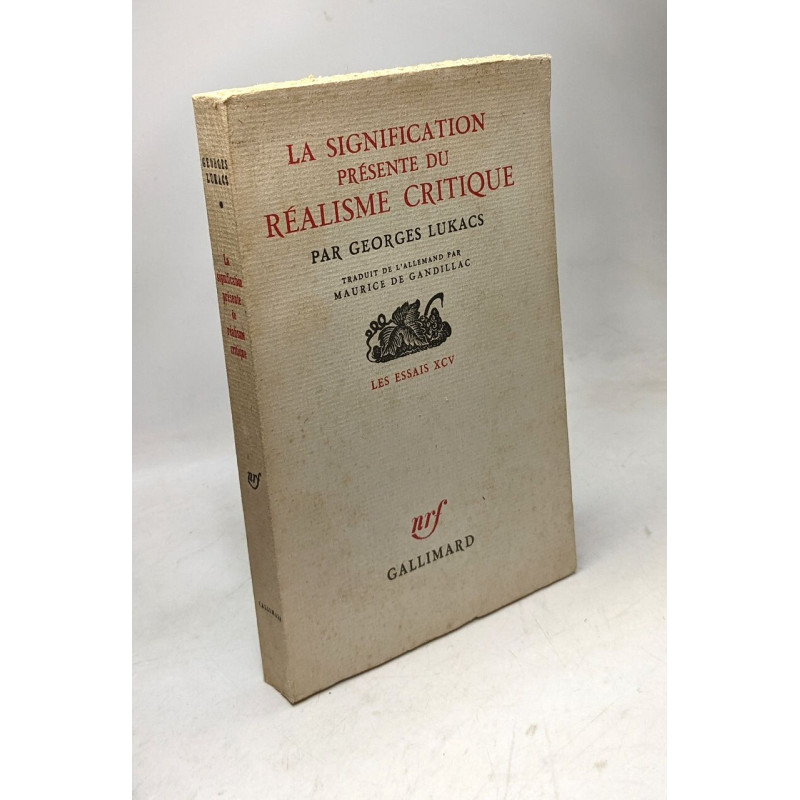 LA SIGNIFICATION
PRÉSENTE DU
RÉALISME CRITIQUE
PAR GEORGES LUKACS
TRADUIT DE L'ALLEMAND PAR
MAURICE DE GANDILLAC
LES ESSAIS XCV
nrf
GALLIMARD
GEORGES
LUKACS
La
signification
présente
du
réalisme
critique
nrf
GALLIMARD